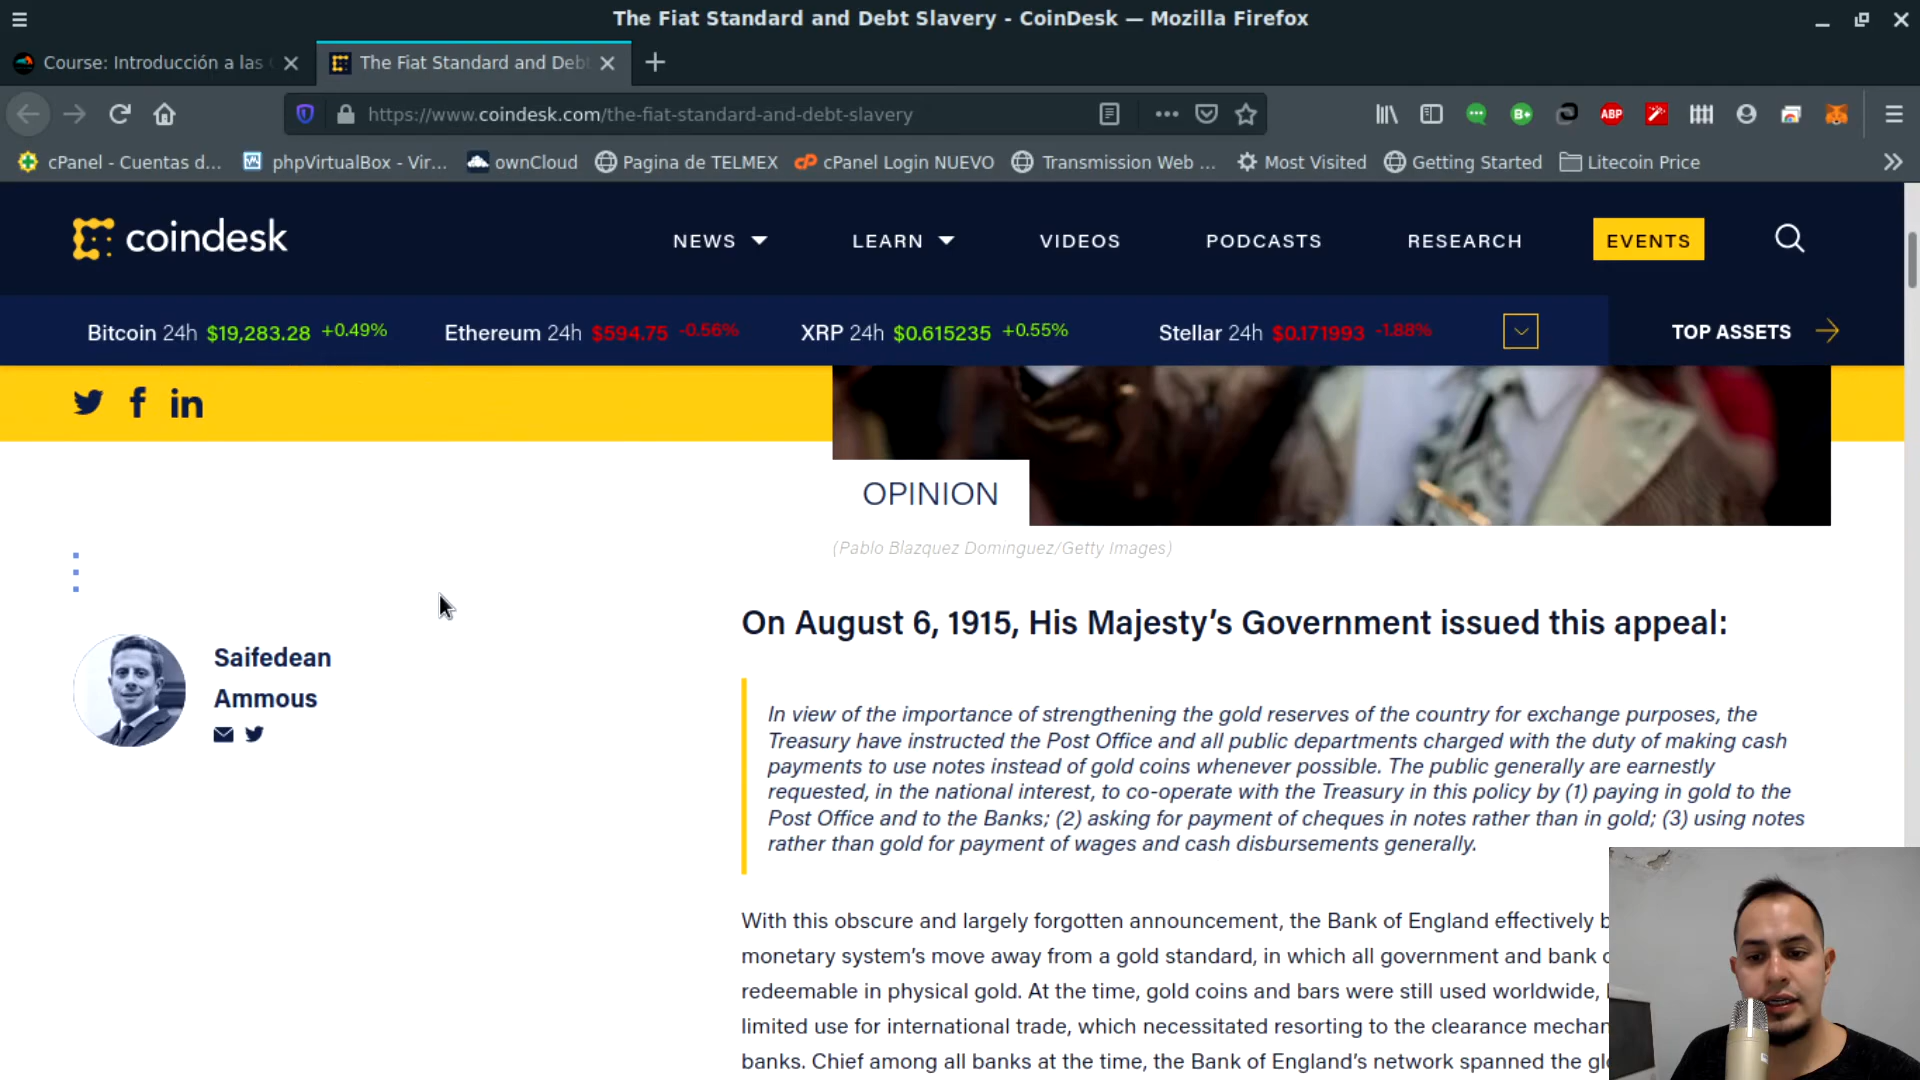 The Fiat Standard and Debt Slavery - CoinDesk — Mozilla Firefox
Course: Introducción a las
The Fiat Standard and Deb
https://www.coindesk.com/the-fiat-standard-and-debt-slavery
ABP
cPanel - Cuentas d...
phpVirtualBox - Vir...
ownCloud
Pagina de TELMEX
cPanel Login NUEVO
Transmission Web ...
Most Visited
Getting Started
Litecoin Price
coindesk
NEWS
LEARN
VIDEOS
PODCASTS
RESEARCH
EVENTS
Bitcoin 24h $19,283.28 +0.49%
Ethereum 24h $594.75 -0.56%
XRP 24h $0.615235 +0.55%
Stellar 24h $0.171993 -1.88%
TOP ASSETS
OPINION
(Pablo Blazquez Dominguez/Getty Images)
Saifedean
Ammous
On August 6, 1915, His Majesty’s Government issued this appeal:
In view of the importance of strengthening the gold reserves of the country for exchange purposes, the
Treasury have instructed the Post Office and all public departments charged with the duty of making cash
payments to use notes instead of gold coins whenever possible. The public generally are earnestly
requested, in the national interest, to co-operate with the Treasury in this policy by (1) paying in gold to the
Post Office and to the Banks; (2) asking for payment of cheques in notes rather than in gold; (3) using notes
rather than gold for payment of wages and cash disbursements generally.
With this obscure and largely forgotten announcement, the Bank of England effectively b
monetary system’s move away from a gold standard, in which all government and bank
redeemable in physical gold. At the time, gold coins and bars were still used worldwide,
limited use for international trade, which necessitated resorting to the clearance mechan
banks. Chief among all banks at the time, the Bank of England’s network spanned the gl